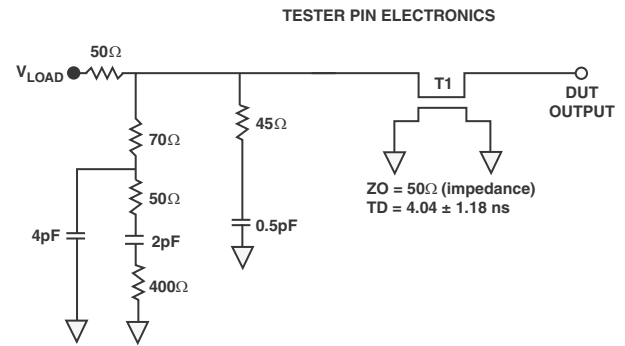 TESTER PIN ELECTRONICS
50Ω
VLOAD
T1
DUT
OUTPUT
45Ω
70Ω
ZO = 50Ω (impedance)
TD = 4.04 ± 1.18 ns
50Ω
0.5pF
4pF
2pF
400Ω